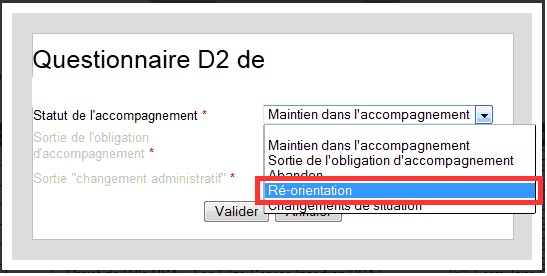 Questionnaire D2 de
Statut de l'accompagnement * Maintien dans l'accompagnement
Sortie de l'obligation
d'accompagnement *
Sortie "changement administratif" *
Maintien dans l'accompagnement
Sortie de l'obligation d'accompagnement
Abandon
Ré-orientation
Changements de situation
Valider Annuler